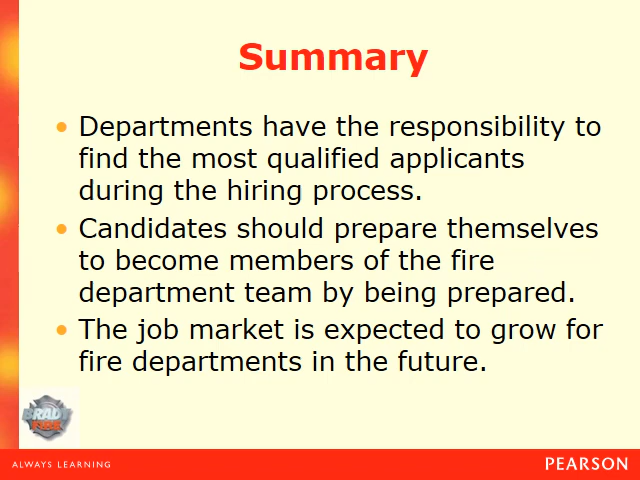 Summary
• Departments have the responsibility to
find the most qualified applicants
during the hiring process.
• Candidates should prepare themselves
to become members of the fire
department team by being prepared.
• The job market is expected to grow for
fire departments in the future.
BRADY
FIRE
ALWAYS LEARNING
PEARSON